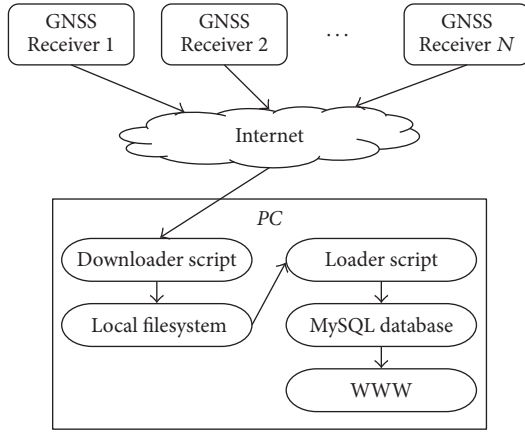 GNSS
Receiver 1
GNSS
Receiver 2
...
GNSS
Receiver N
Internet
PC
Downloader script
Local filesystem
Loader script
MySQL database
WWW